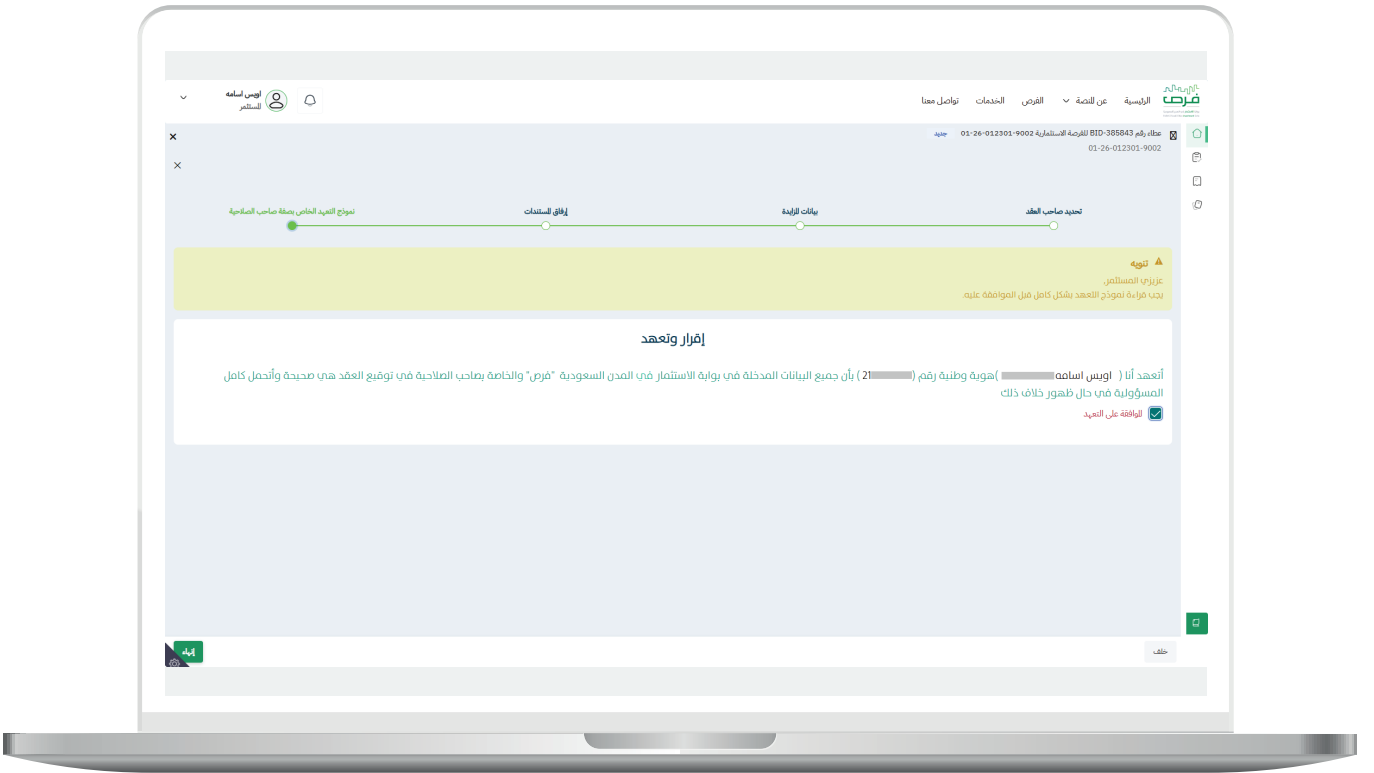 فرص
الرئيسية
عن المنصة
الفرص
الخدمات
تواصل معنا
اويس اسامه
المستثمر
عطاء رقم BID-385843 للفرصة الاستثمارية 9002-012301-26-01
جديد
01-26-012301-9002
تحديد صاحب العقد
بيانات المزايدة
إرفاق المستندات
نموذج التعهد الخاص بصفة صاحب الصلاحية
تنويه
عزيزي المستثمر,
يجب قراءة نموذج التعهد بشكل كامل قبل الموافقة عليه.
إقرار وتعهد
أتعهد أنا ( اويس اسامه )هوية وطنية رقم ( 21 ) بأن جميع البيانات المدخلة في بوابة الاستثمار في المدن السعودية "فرص" والخاصة بصاحب الصلاحية في توقيع العقد هي صحيحة وأتحمل كامل
المسؤولية في حال ظهور خلاف ذلك
الموافقة على التعهد
خلف
إنهاء